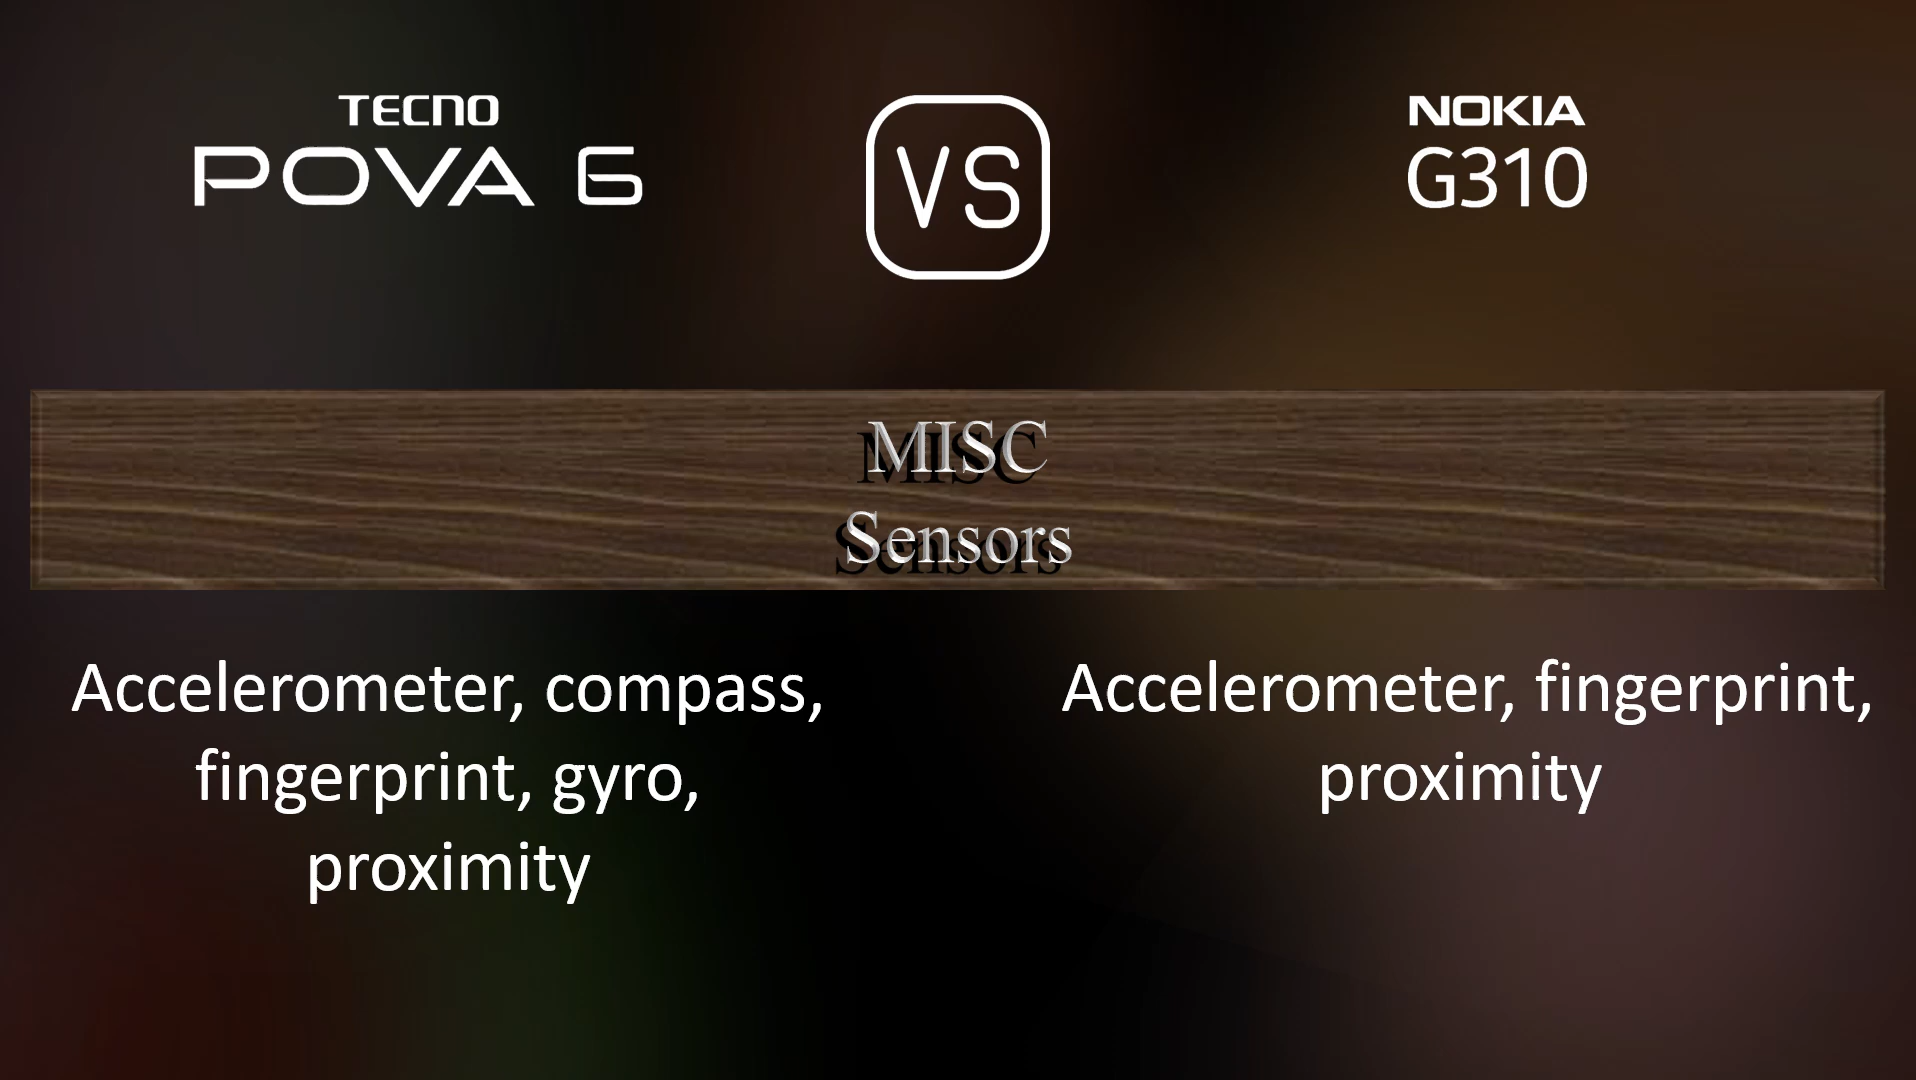 TECNO
POVA 6
VS
NOKIA
G310
MISC
Sensors
Accelerometer, compass,
fingerprint, gyro,
proximity
Accelerometer, fingerprint,
proximity